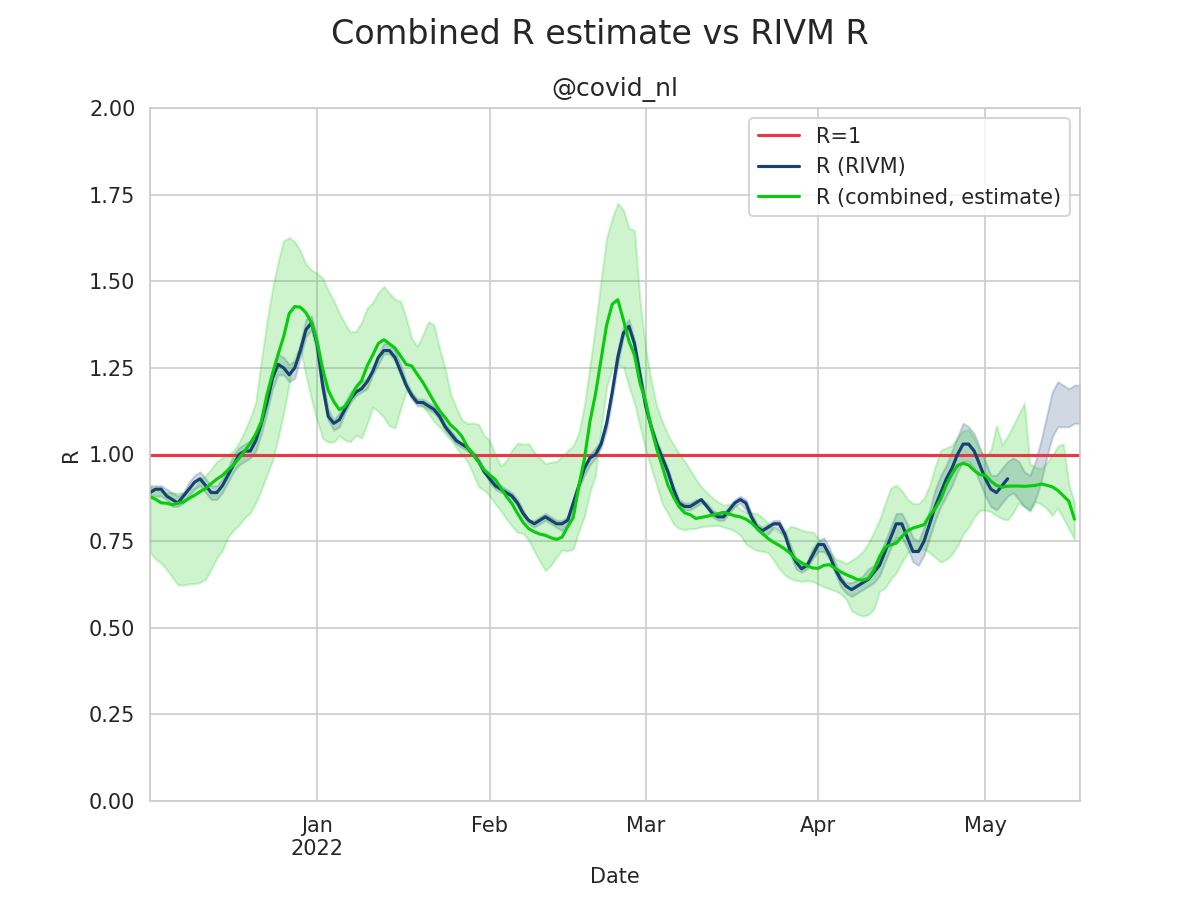 Combined R estimate vs RIVM R
@covid_nl
R=1
R (RIVM)
R (combined, estimate)
2.00
1.75
1.50
1.25
1.00
0.75
0.50
0.25
0.00
R
Jan
2022
Feb
Mar
Apr
May
Date